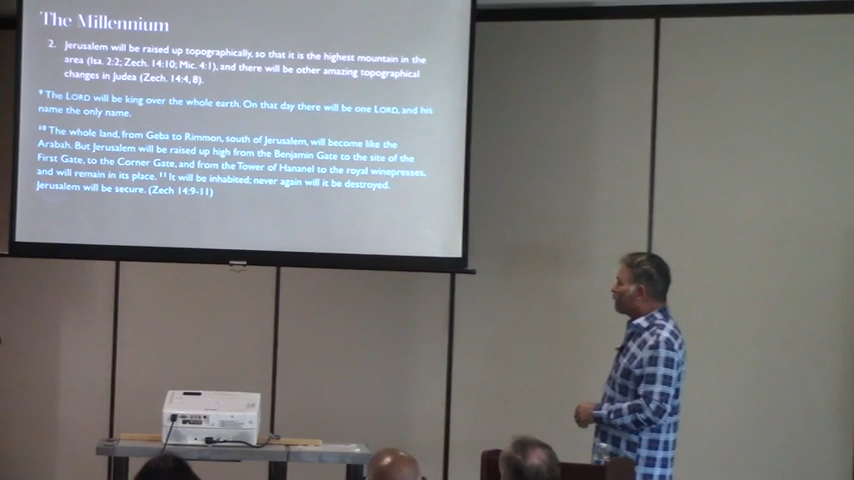 The Millennium
2. Jerusalem will be raised up topographically, so that it is the highest mountain in the
area (Isa. 2:2; Zech. 14:10; Mic. 4:1), and there will be other amazing topographical
changes in Judea (Zech. 14:4, 8).
9 The LORD will be king over the whole earth. On that day there will be one LORD, and his
name the only name.
10 The whole land, from Geba to Rimmon, south of Jerusalem, will become like the
Arabah. But Jerusalem will be raised up high from the Benjamin Gate to the site of the
First Gate, to the Corner Gate, and from the Tower of Hananel to the royal winepresses,
and will remain in its place. 11 It will be inhabited; never again will it be destroyed.
Jerusalem will be secure. (Zech 14:9-11)